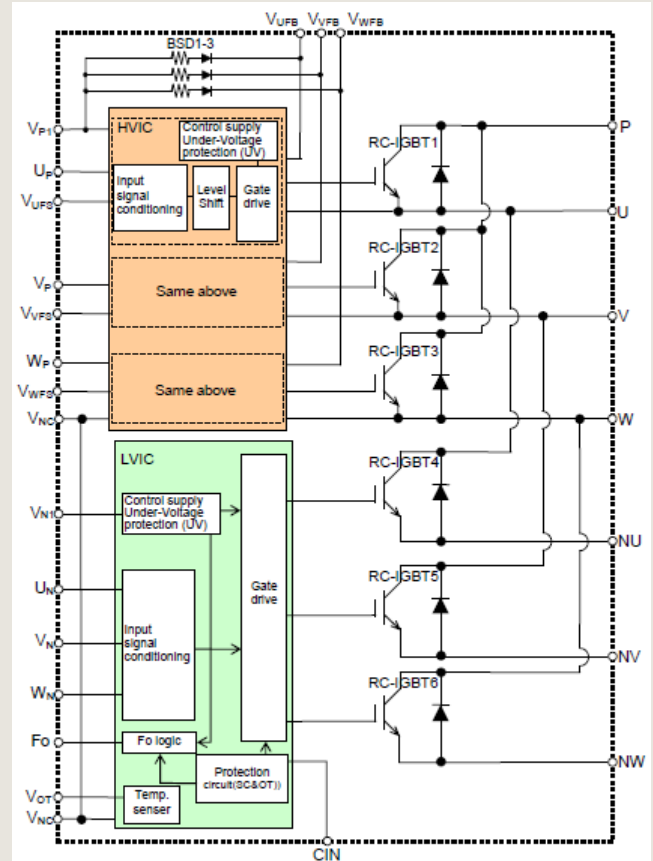 VUFB VVFB VWFB
BSD1-3
VP1
HVIC
Control supply
Under-Voltage
protection (UV)
UP
VUFS
Input
signal
conditioning
Level
Shift
Gate
drive
VP
VVFS
Same above
WP
VWFS
Same above
VNC
RC-IGBT1
P
U
RC-IGBT2
V
RC-IGBT3
W
LVIC
VN1
Control supply
Under-Voltage
protection (UV)
UN
VN
WN
Input
signal
conditioning
Gate
drive
Fo
Fo logic
Protection
circuit(SC&OT))
VOT
Temp.
senser
VNC
RC-IGBT4
NU
RC-IGBT5
NV
RC-IGBT6
NW
CIN